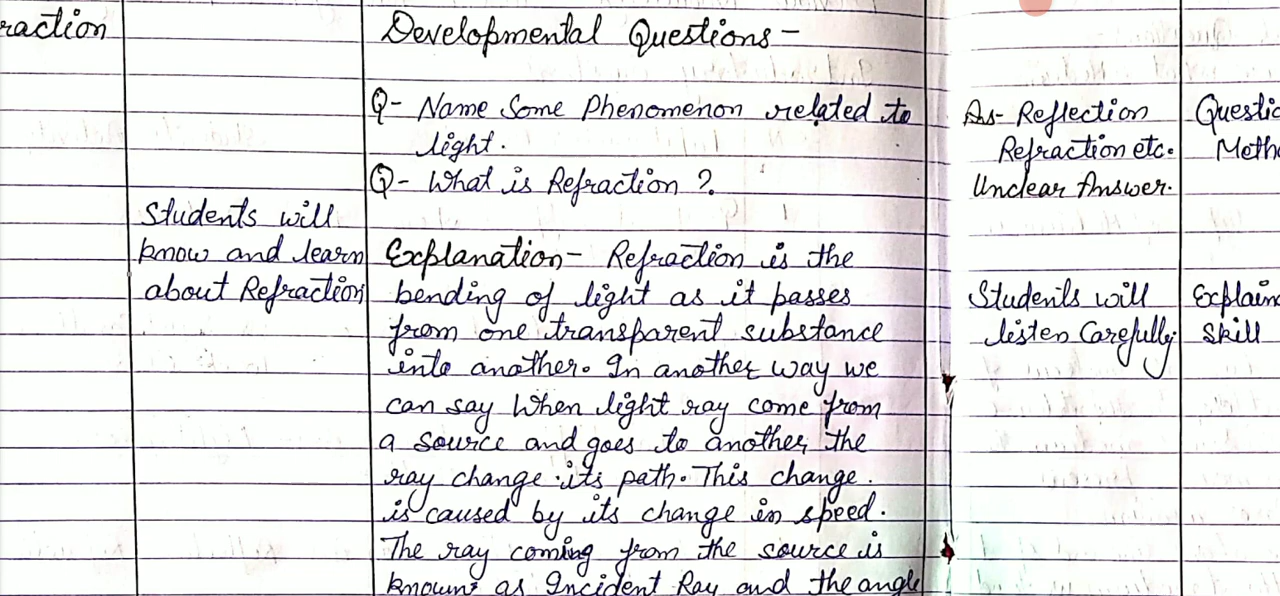 raction
Students will
know and learn
about Refraction
Developmental Questions -
Q- Name Some Phenomenon related to
light.
Q- What is Refraction ?
Explanation- Refraction is the
bending of light as it passes
from one transparent substance
into another. In another way we
can say When light ray come from
a source and goes to another, the
ray change its path. This change
is caused by its change in speed.
The ray coming from the source is
known as Incident Ray and the angle
As- Reflection
Refraction etc.
Unclear Answer.
Students will
listen Carefully
Questio
Metho
Explain
Skill